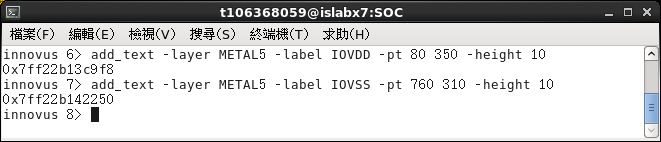 t106368059@islabx7:SOC
檔案(F) 編輯(E) 檢視(V) 搜尋(S) 終端機(T) 求助(H)
innovus 6> add_text -layer METAL5 -label IOVDD -pt 80 350 -height 10
0x7ff22b13c9f8
innovus 7> add_text -layer METAL5 -label IOVSS -pt 760 310 -height 10
0x7ff22b142250
innovus 8>